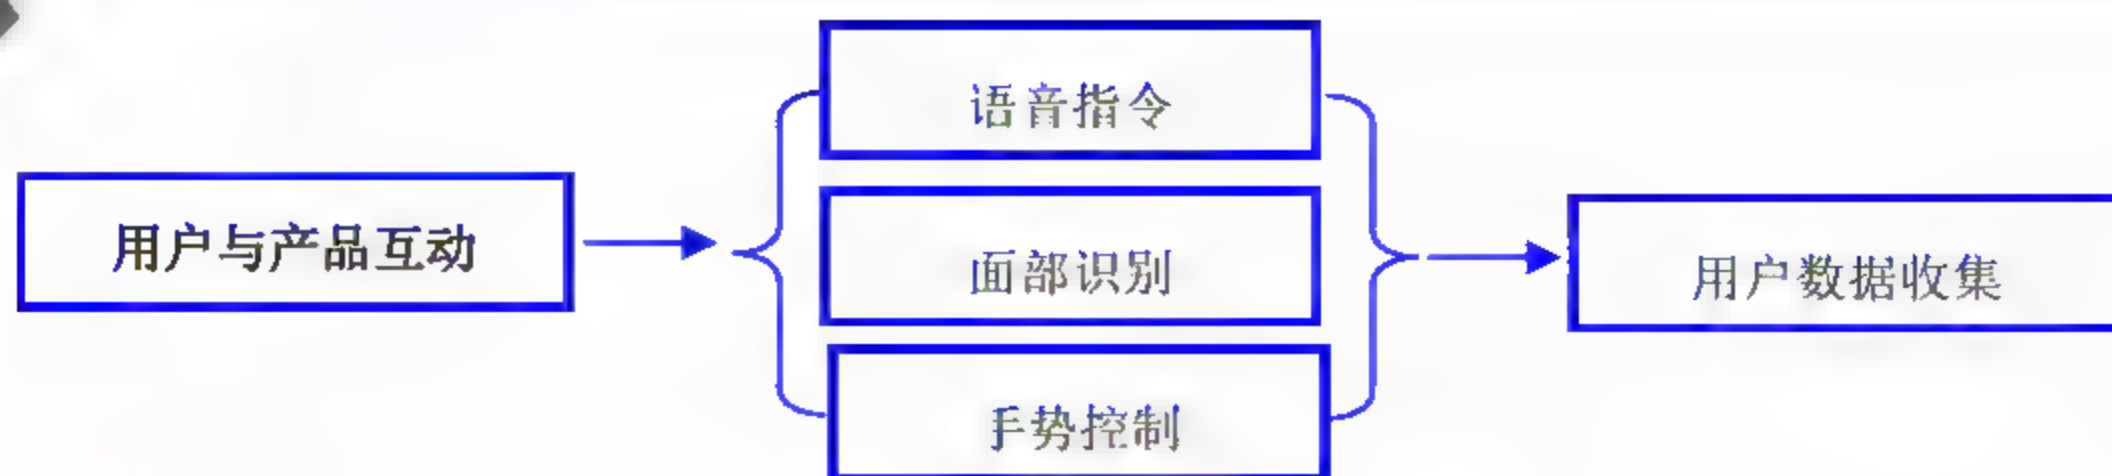 用户与产品互动
语音指令
面部识别
手势控制
用户数据收集